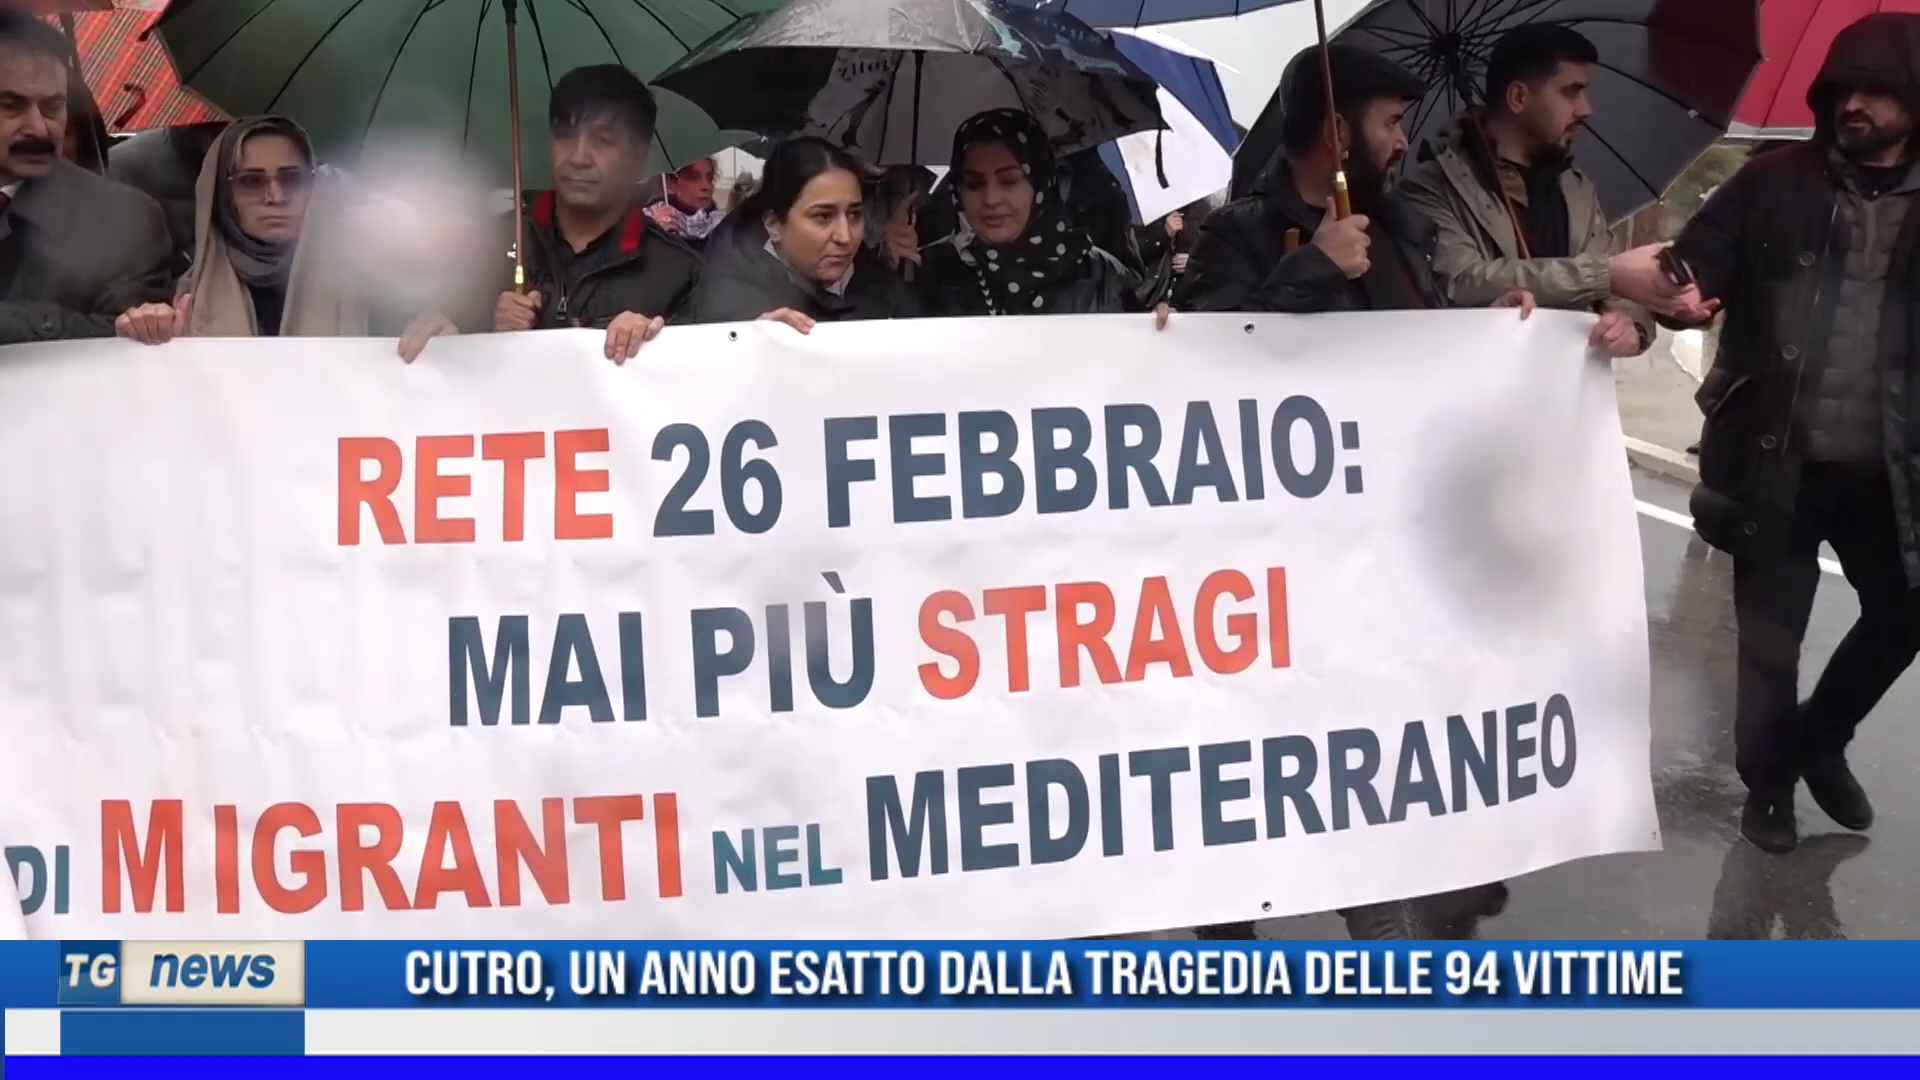 RETE 26 FEBBRAIO:
MAI PIÙ STRAGI
DI MIGRANTI NEL MEDITERRANEO
TG news
CUTRO, UN ANNO ESATTO DALLA TRAGEDIA DELLE 94 VITTIME